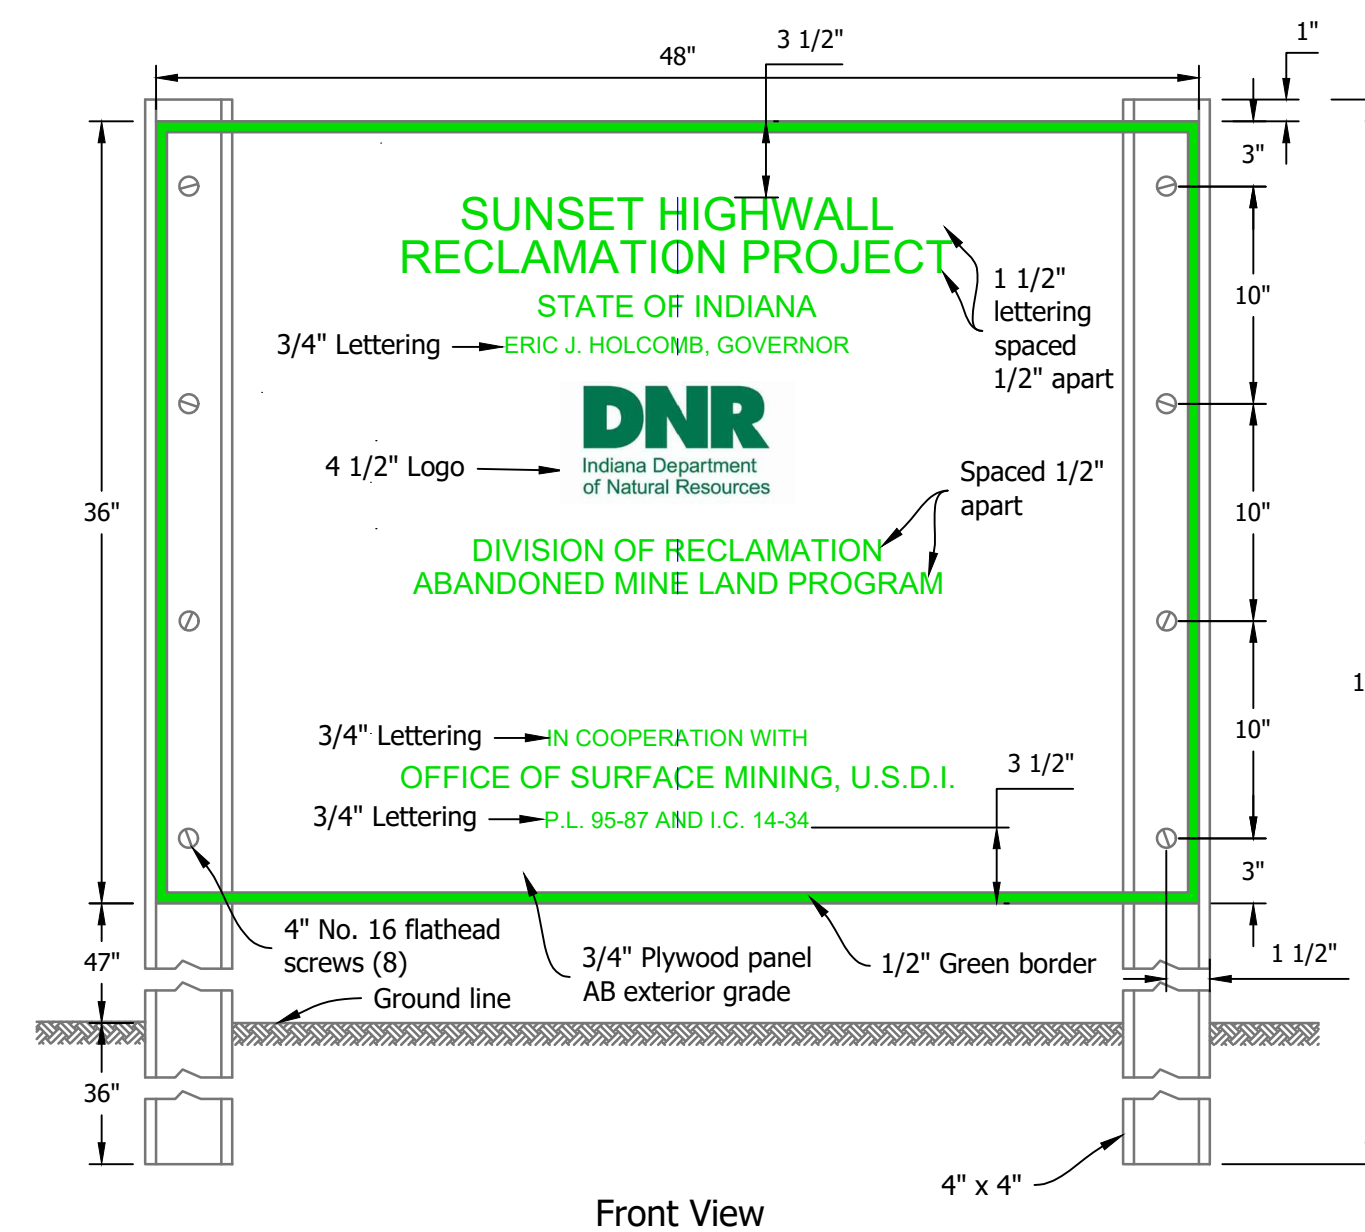 3 1/2"
1"
48"
3"
SUNSET HIGHWALL
RECLAMATION PROJECT
1 1/2"
lettering
spaced
1/2" apart
10"
STATE OF INDIANA
3/4" Lettering
ERIC J. HOLCOMB, GOVERNOR
DNR
Indiana Department
of Natural Resources
4 1/2" Logo
Spaced 1/2"
apart
36"
10"
DIVISION OF RECLAMATION
ABANDONED MINE LAND PROGRAM
1
10"
3/4" Lettering
IN COOPERATION WITH
OFFICE OF SURFACE MINING, U.S.D.I.
3 1/2"
3/4" Lettering
P.L. 95-87 AND I.C. 14-34
3"
4" No. 16 flathead
screws (8)
3/4" Plywood panel
AB exterior grade
1/2" Green border
1 1/2"
47"
Ground line
36"
4" x 4"
Front View